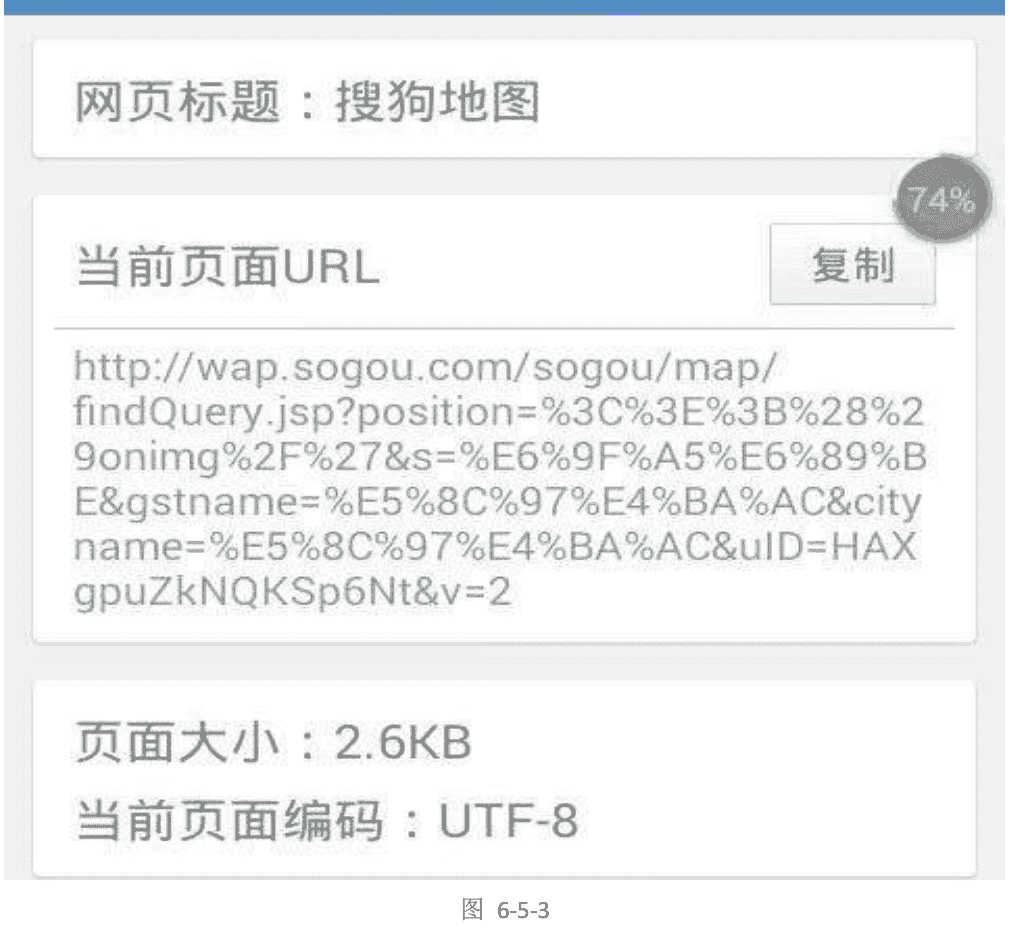 网页标题：搜狗地图
74%
当前页面URL
复制
http://wap.sogou.com/sogou/map/
findQuery.jsp?position=%3C%3E%3B%28%2
9onimg%2F%27&s=%E6%9F%A5%E6%89%B
E&gstname=%E5%8C%97%E4%BA%AC&city
name=%E5%8C%97%E4%BA%AC&uID=HAX
gpuZkNQKSp6Nt&v=2
页面大小：2.6KB
当前页面编码：UTF-8
图 6-5-3